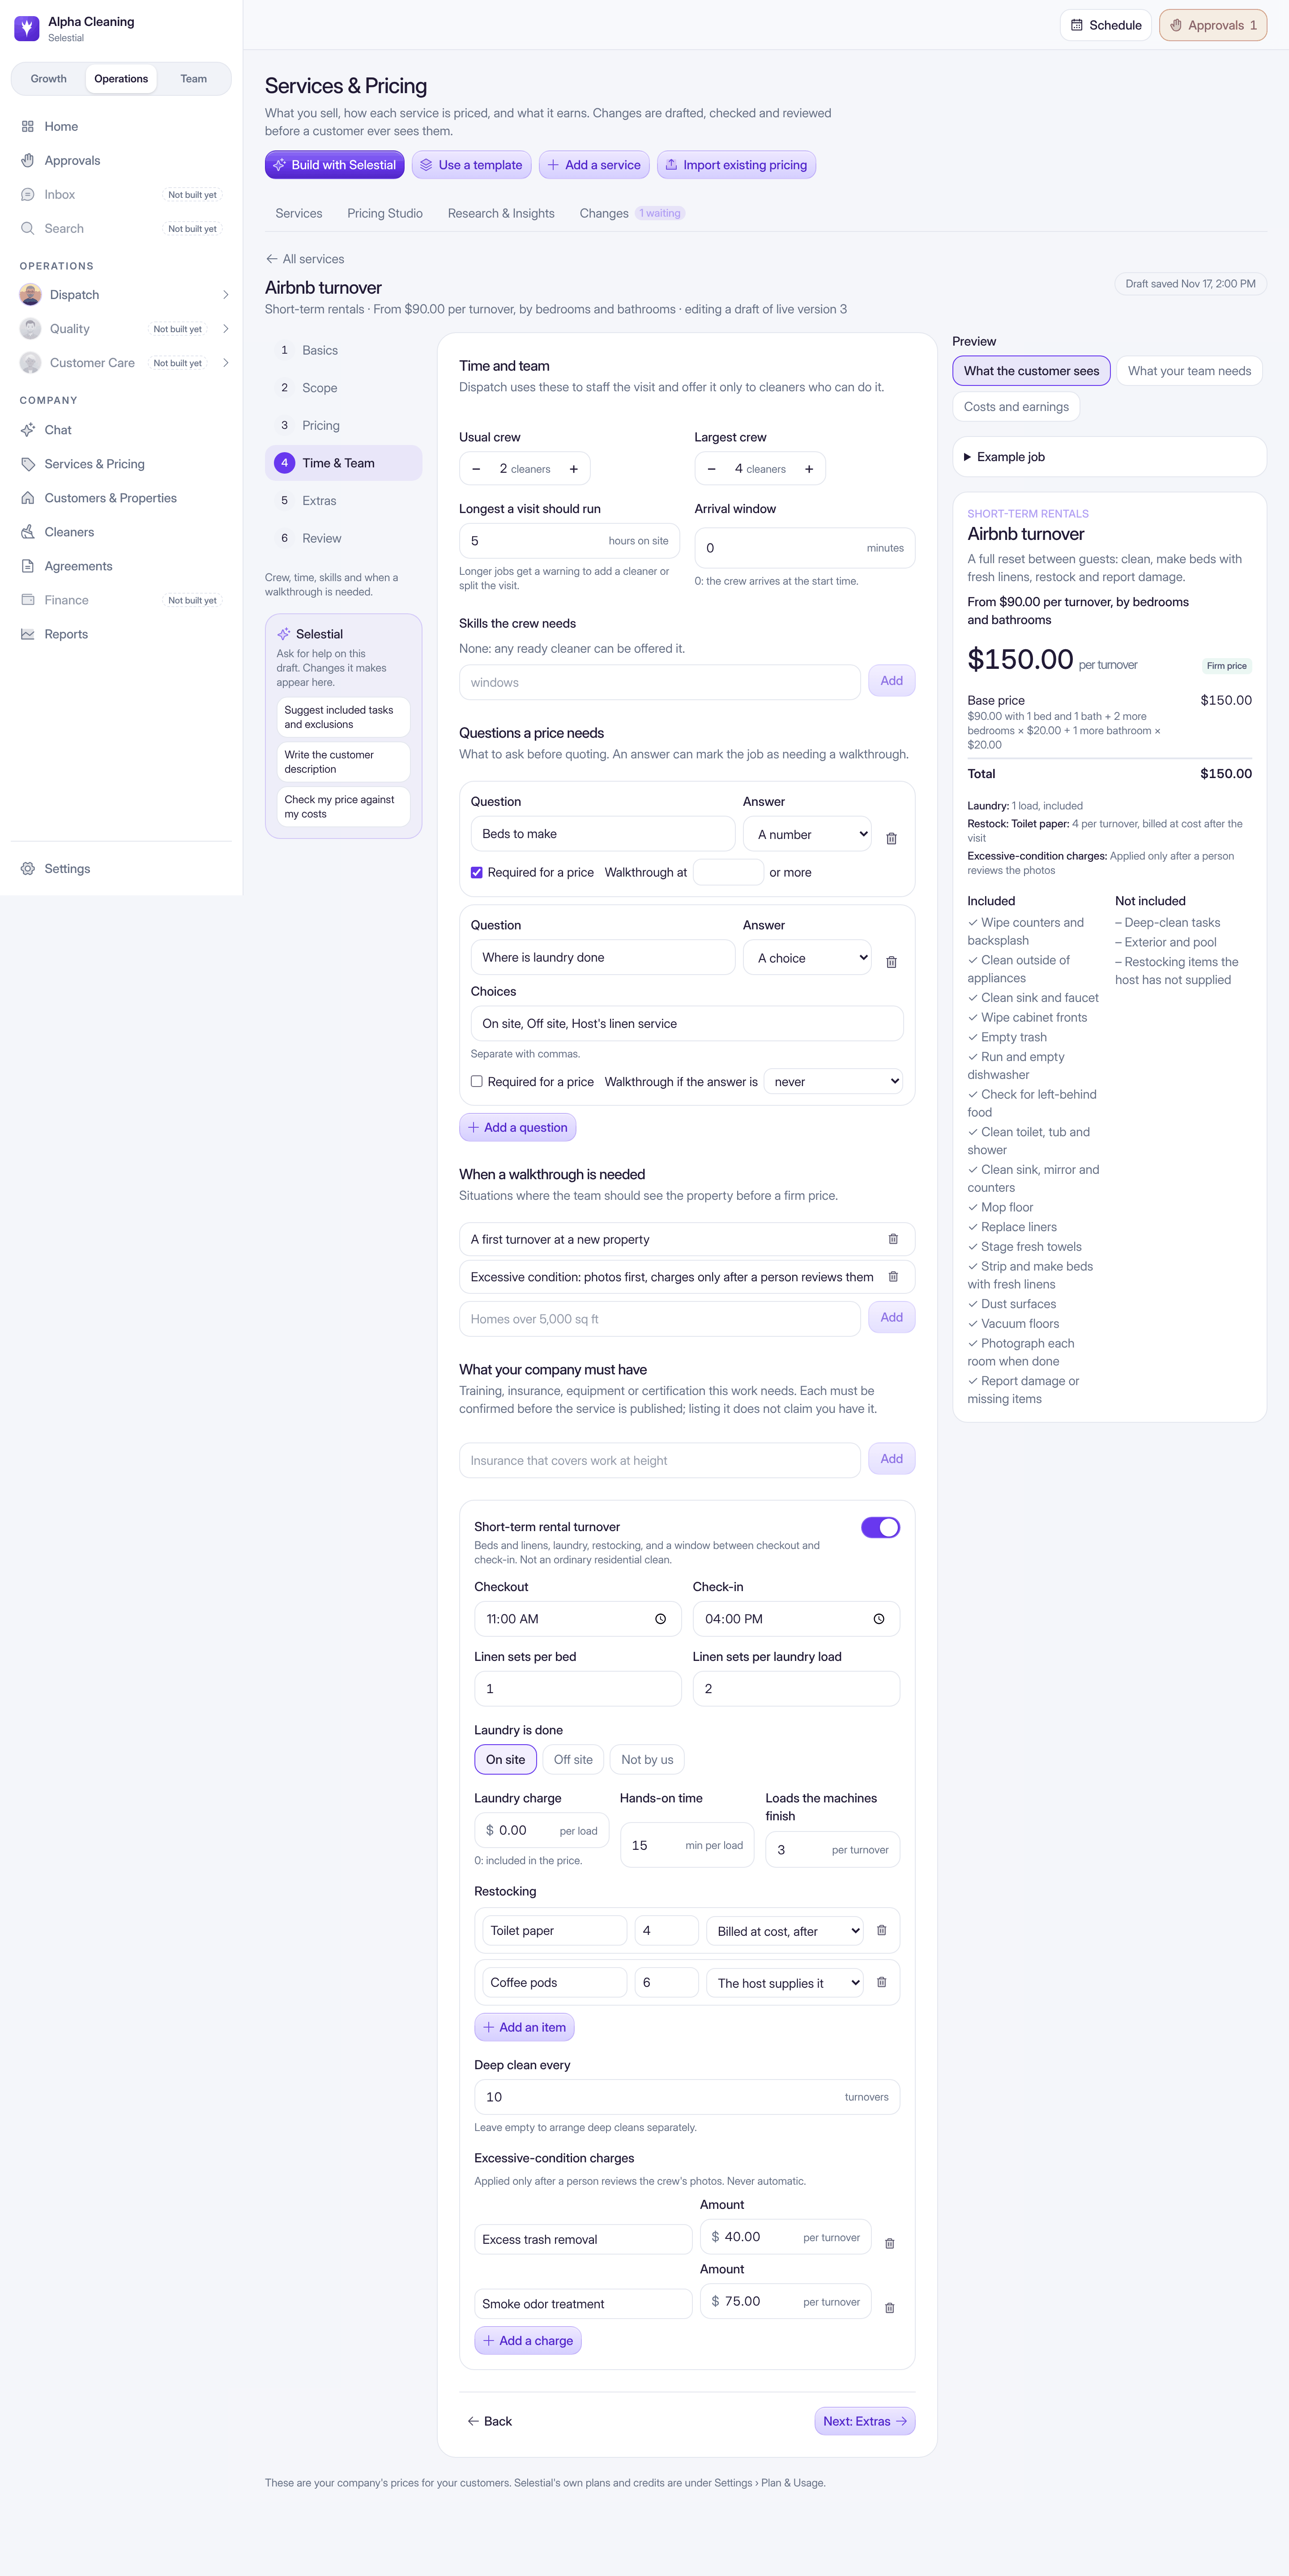 Alpha Cleaning
Selestial
Growth
Operations
Team
Home
Approvals
Inbox
Not built yet
Search
Not built yet
OPERATIONS
Dispatch
Quality
Not built yet
Customer Care
Not built yet
COMPANY
Chat
Services & Pricing
Customers & Properties
Cleaners
Agreements
Finance
Not built yet
Reports
Settings
Schedule
Approvals 1
Services & Pricing
What you sell, how each service is priced, and what it earns. Changes are drafted, checked and reviewed
before a customer ever sees them.
Build with Selestial
Use a template
Add a service
Import existing pricing
Services
Pricing Studio
Research & Insights
Changes
1 waiting
← All services
Airbnb turnover
Short-term rentals · From $90.00 per turnover, by bedrooms and bathrooms · editing a draft of live version 3
Draft saved Nov 17, 2:00 PM
1 Basics
2 Scope
3 Pricing
4 Time & Team
5 Extras
6 Review
Crew, time, skills and when a
walkthrough is needed.
Selestial
Ask for help on this
draft. Changes it makes
appear here.
Suggest included tasks
and exclusions
Write the customer
description
Check my price against
my costs
Time and team
Dispatch uses these to staff the visit and offer it only to cleaners who can do it.
Usual crew
Largest crew
− 2 cleaners +
− 4 cleaners +
Longest a visit should run
Arrival window
5 hours on site
0 minutes
Longer jobs get a warning to add a cleaner or
split the visit.
0: the crew arrives at the start time.
Skills the crew needs
None: any ready cleaner can be offered it.
windows
Add
Questions a price needs
What to ask before quoting. An answer can mark the job as needing a walkthrough.
Question
Answer
Beds to make
A number
Required for a price
Walkthrough at
or more
Question
Answer
Where is laundry done
A choice
Choices
On site, Off site, Host's linen service
Separate with commas.
Required for a price
Walkthrough if the answer is
never
+ Add a question
When a walkthrough is needed
Situations where the team should see the property before a firm price.
A first turnover at a new property
Excessive condition: photos first, charges only after a person reviews them
Homes over 5,000 sq ft
Add
What your company must have
Training, insurance, equipment or certification this work needs. Each must be
confirmed before the service is published; listing it does not claim you have it.
Insurance that covers work at height
Add
Short-term rental turnover
Beds and linens, laundry, restocking, and a window between checkout and
check-in. Not an ordinary residential clean.
Checkout
Check-in
11:00 AM
04:00 PM
Linen sets per bed
Linen sets per laundry load
1
2
Laundry is done
On site
Off site
Not by us
Laundry charge
Hands-on time
Loads the machines
finish
$ 0.00 per load
15 min per load
3 per turnover
0: included in the price.
Restocking
Toilet paper
4
Billed at cost, after
Coffee pods
6
The host supplies it
+ Add an item
Deep clean every
10 turnovers
Leave empty to arrange deep cleans separately.
Excessive-condition charges
Applied only after a person reviews the crew's photos. Never automatic.
Amount
Excess trash removal
$ 40.00 per turnover
Amount
Smoke odor treatment
$ 75.00 per turnover
+ Add a charge
← Back
Next: Extras →
These are your company's prices for your customers. Selestial's own plans and credits are under Settings › Plan & Usage.
Preview
What the customer sees
What your team needs
Costs and earnings
Example job
SHORT-TERM RENTALS
Airbnb turnover
A full reset between guests: clean, make beds with
fresh linens, restock and report damage.
From $90.00 per turnover, by bedrooms
and bathrooms
$150.00 per turnover
Firm price
Base price $150.00
$90.00 with 1 bed and 1 bath + 2 more
bedrooms × $20.00 + 1 more bathroom ×
$20.00
Total $150.00
Laundry: 1 load, included
Restock: Toilet paper: 4 per turnover, billed at cost after the
visit
Excessive-condition charges: Applied only after a person
reviews the photos
Included
✓ Wipe counters and
backsplash
✓ Clean outside of
appliances
✓ Clean sink and faucet
✓ Wipe cabinet fronts
✓ Empty trash
✓ Run and empty
dishwasher
✓ Check for left-behind
food
✓ Clean toilet, tub and
shower
✓ Clean sink, mirror and
counters
✓ Mop floor
✓ Replace liners
✓ Stage fresh towels
✓ Strip and make beds
with fresh linens
✓ Dust surfaces
✓ Vacuum floors
✓ Photograph each
room when done
✓ Report damage or
missing items
Not included
– Deep-clean tasks
– Exterior and pool
– Restocking items the
host has not supplied